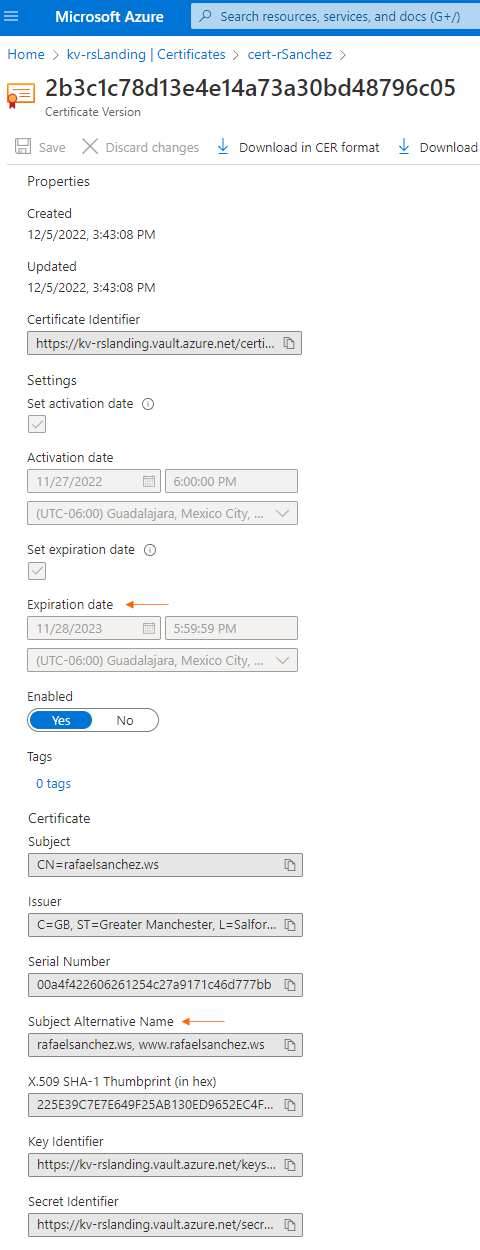 Microsoft Azure
Search resources, services, and docs (G+/)
Home > kv-rsLanding | Certificates > cert-rSanchez >
2b3c1c78d13e4e14a73a30bd48796c05
Certificate Version
Save Discard changes Download in CER format Download
Properties
Created
12/5/2022, 3:43:08 PM
Updated
12/5/2022, 3:43:08 PM
Certificate Identifier
https://kv-rslanding.vault.azure.net/certi...
Settings
Set activation date
Activation date
11/27/2022 6:00:00 PM
(UTC-06:00) Guadalajara, Mexico City, ...
Set expiration date
Expiration date
11/28/2023 5:59:59 PM
(UTC-06:00) Guadalajara, Mexico City, ...
Enabled
Yes No
Tags
0 tags
Certificate
Subject
CN=rafaelsanchez.ws
Issuer
C=GB, ST=Greater Manchester, L=Salfor...
Serial Number
00a4f422606261254c27a9171c46d777bb
Subject Alternative Name
rafaelsanchez.ws, www.rafaelsanchez.ws
X.509 SHA-1 Thumbprint (in hex)
225E39C7E7E649F25AB130ED9652EC4F...
Key Identifier
https://kv-rslanding.vault.azure.net/keys...
Secret Identifier
https://kv-rslanding.vault.azure.net/secr...